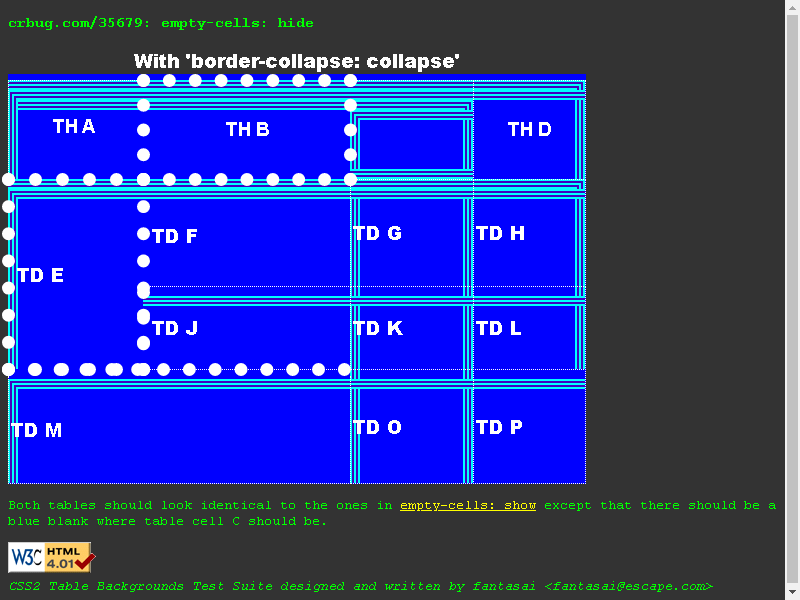 crbug.com/35679: empty-cells: hide
With 'border-collapse: collapse'
TH A
TH B
TH D
TD E
TD F
TD G
TD H
TD J
TD K
TD L
TD M
TD O
TD P
Both tables should look identical to the ones in empty-cells: show except that there should be a
blue blank where table cell C should be.
W3C HTML 4.01
CSS2 Table Backgrounds Test Suite designed and written by fantasai <fantasai@escape.com>